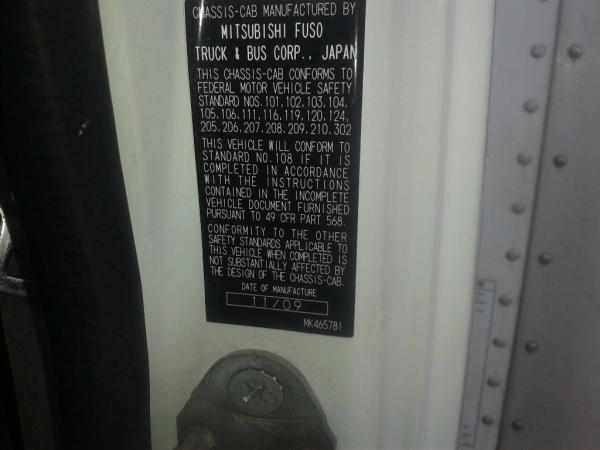 CHASSIS-CAB MANUFACTURED BY
MITSUBISHI FUSO
TRUCK & BUS CORP., JAPAN
THIS CHASSIS-CAB CONFORMS TO
FEDERAL MOTOR VEHICLE SAFETY
STANDARD NOS. 101, 102, 103, 104,
105, 106, 111, 116, 119, 120, 124,
205, 206, 207, 208, 209, 210, 302
THIS VEHICLE WILL CONFORM TO
STANDARD NO. 108 IF IT IS
COMPLETED IN ACCORDANCE
WITH THE INSTRUCTIONS
CONTAINED IN THE INCOMPLETE
VEHICLE DOCUMENT FURNISHED
PURSUANT TO 49 CFR PART 568.
CONFORMITY TO THE OTHER
SAFETY STANDARDS APPLICABLE TO
THIS VEHICLE WHEN COMPLETED IS
NOT SUBSTANTIALLY AFFECTED BY
THE DESIGN OF THE CHASSIS-CAB.
DATE OF MANUFACTURE
11/09
MK465781